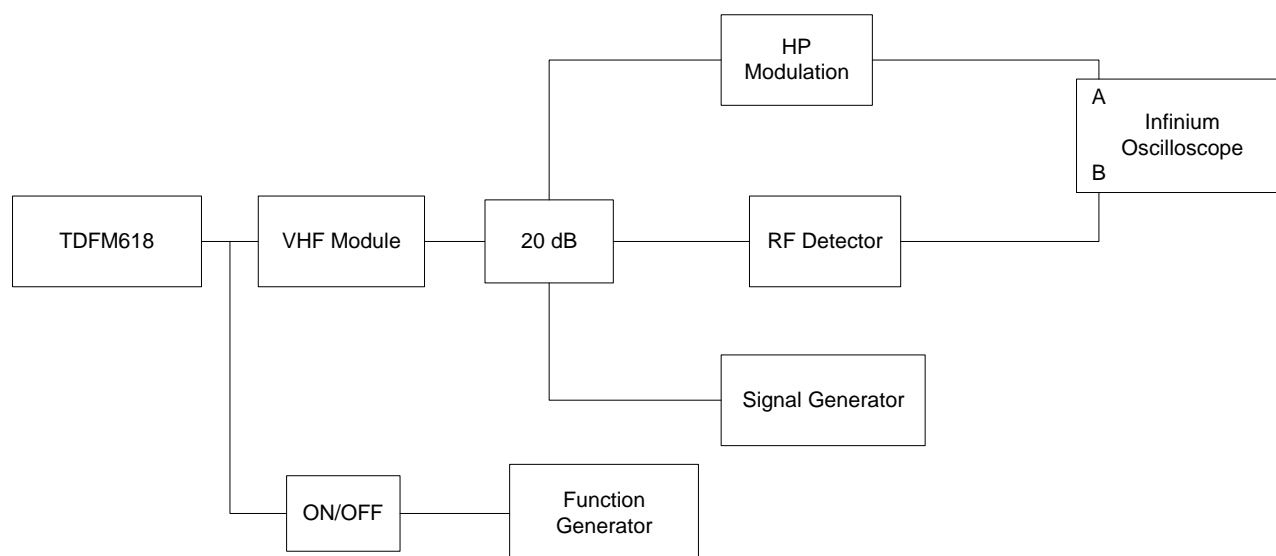 HP
Modulation
A
Infinium
Oscilloscope
B
TDFM618
VHF Module
20 dB
RF Detector
Signal Generator
ON/OFF
Function
Generator